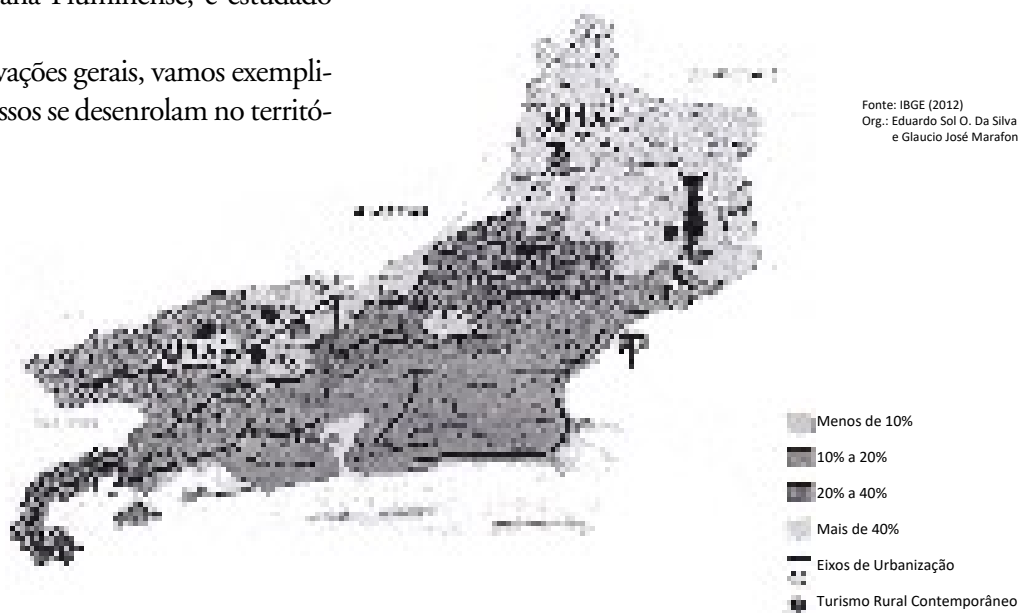 ana Fluminense, é estudado
vações gerais, vamos exempli-
ssos se desenrolam no territó-
Fonte: IBGE (2012)
Org.: Eduardo Sol O. Da Silva
e Glaucio José Marafon
Menos de 10%
10% a 20%
20% a 40%
Mais de 40%
Eixos de Urbanização
Turismo Rural Contemporâneo